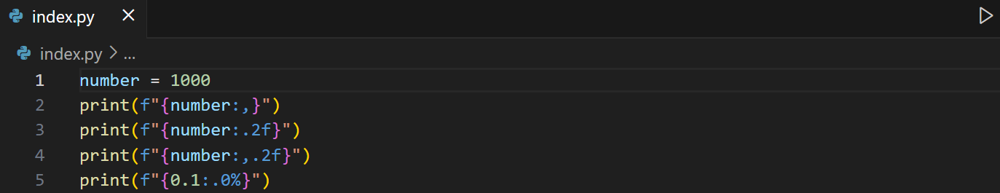 index.py
index.py > ...
1 number = 1000
2 print(f"{number:,}")
3 print(f"{number:.2f}")
4 print(f"{number:,.2f}")
5 print(f"{0.1:.0%}")